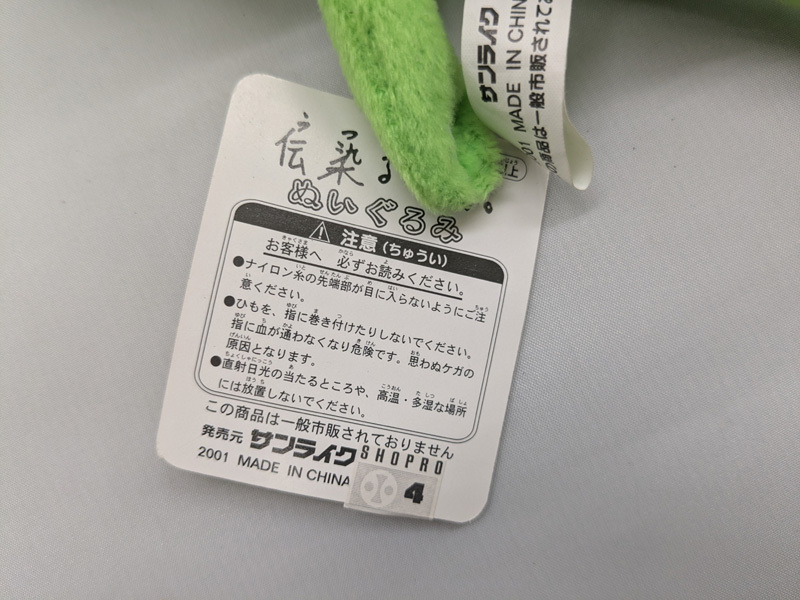 伝染
ぬいぐるみ
注意 (ちゅうい)
お客様へ 必ずお読みください。
●ナイロン糸の先端部が目に入らないようにご注
意ください。
●ひもを、指に巻き付けたりしないでください。
指に血が通わなくなり危険です。思わぬケガの
原因となります。
●直射日光の当たるところや、高温・多湿な場所
には放置しないでください。
この商品は一般市販されておりません
発売元 サンライク SHOPRO
2001 MADE IN CHINA
4
サンライク
01 MADE IN CHIN
の商品は一般市販されてお